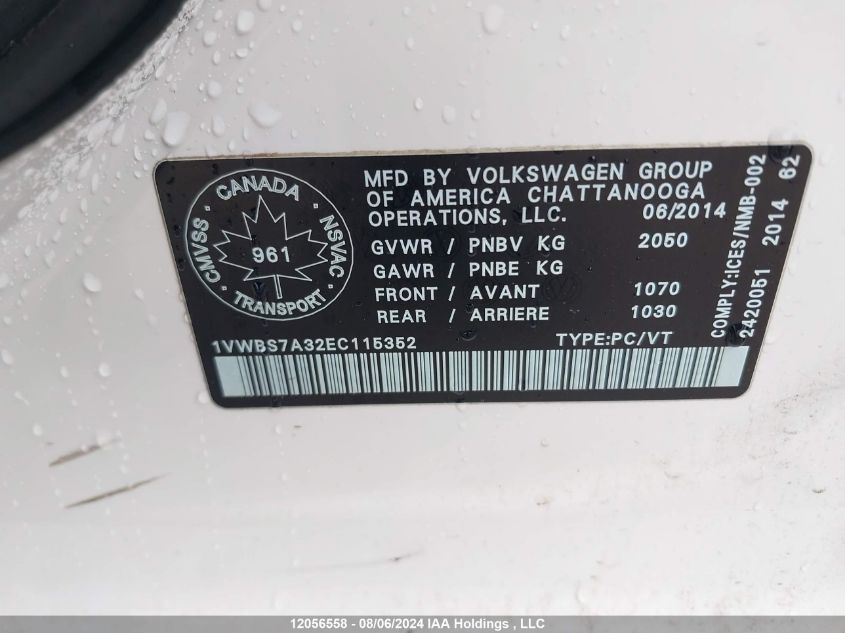 CANADA
CMVSS/NSVAC
961
TRANSPORT
MFD BY VOLKSWAGEN GROUP
OF AMERICA CHATTANOOGA
OPERATIONS, LLC. 06/2014
GVWR / PNBV KG 2050
GAWR / PNBE KG
FRONT / AVANT 1070
REAR / ARRIERE 1030
1VWBS7A32EC115352 TYPE:PC/VT
COMPLY:ICES/NMB-002
2420051 2014 62
12056558 - 08/06/2024 IAA Holdings , LLC